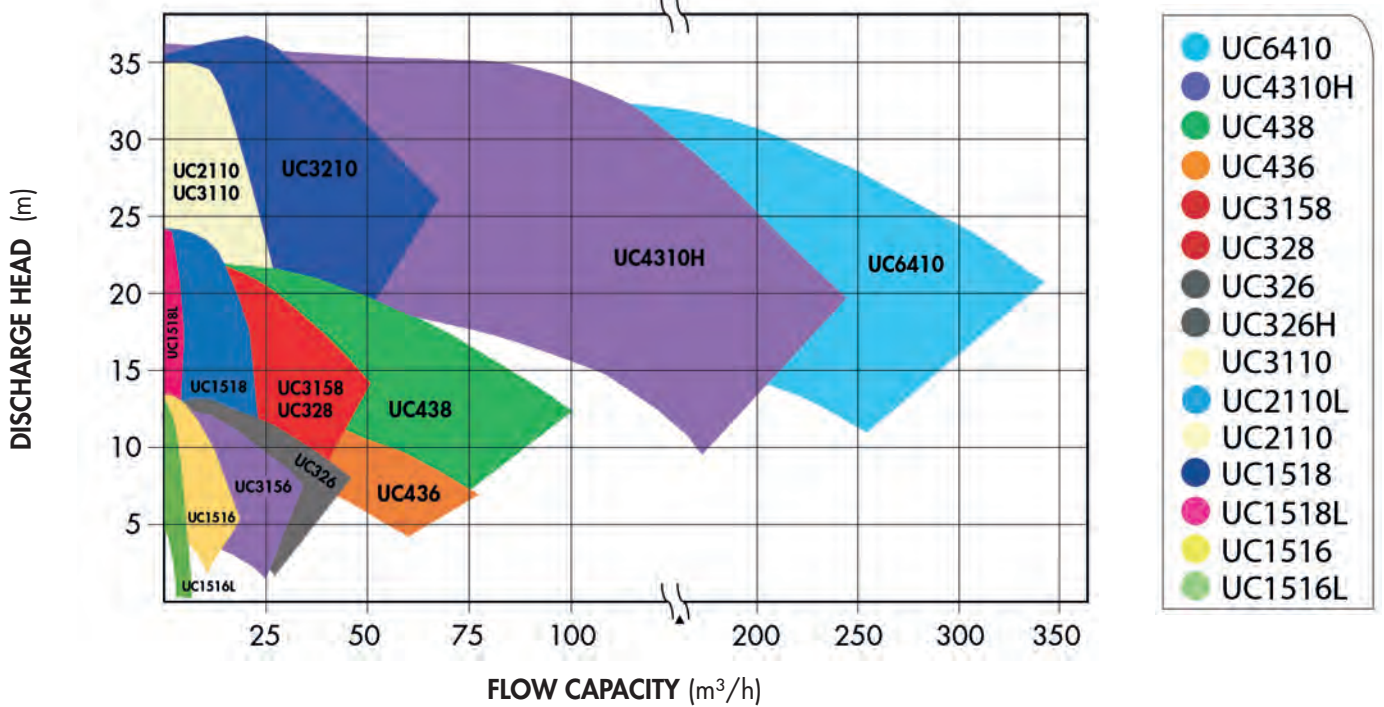 35
30
25
20
15
10
5
DISCHARGE HEAD (m)
UC2110
UC3110
UC3210
UC4310H
UC6410
UC1518L
UC1518
UC3158
UC328
UC438
UC326
UC436
UC3156
UC1516
UC1516L
25 50 75 100 200 250 300 350
FLOW CAPACITY (m³/h)
UC6410
UC4310H
UC438
UC436
UC3158
UC328
UC326
UC326H
UC3110
UC2110L
UC2110
UC1518
UC1518L
UC1516
UC1516L